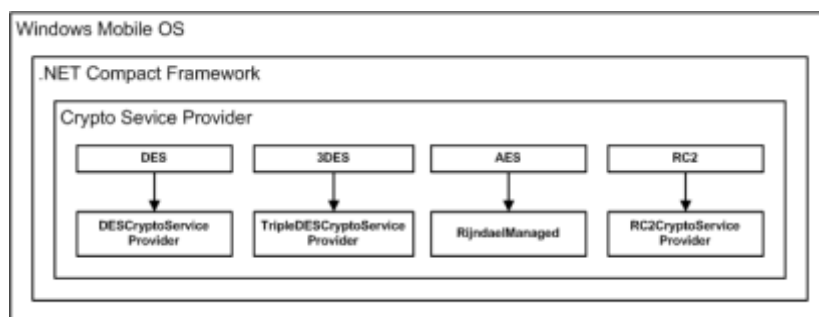 Windows Mobile OS
.NET Compact Framework
Crypto Sevice Provider
DES
3DES
AES
RC2
DESCryptoService
Provider
TripleDESCryptoService
Provider
RijndaelManaged
RC2CryptoService
Provider